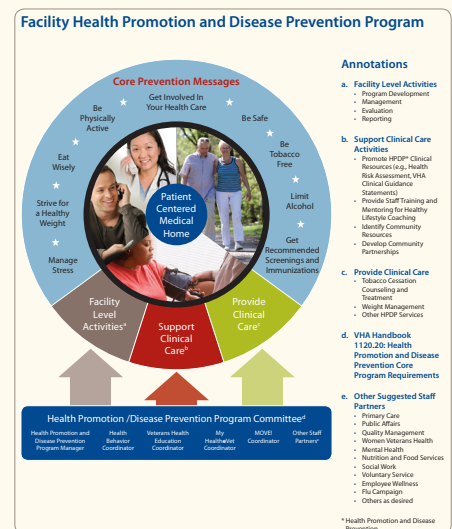 Facility Health Promotion and Disease Prevention Program
Core Prevention Messages
Get Involved In
Your Health Care
Be
Physically
Active
Be Safe
Eat
Wisely
Be
Tobacco
Free
Strive for
a Healthy
Weight
Limit
Alcohol
Manage
Stress
Get
Recommended
Screenings and
Immunizations
Patient
Centered
Medical
Home
Facility
Level
Activitiesᵃ
Support
Clinical
Careᵇ
Provide
Clinical
Careᶜ
Health Promotion /Disease Prevention Program Committeeᵈ
Health Promotion and
Disease Prevention
Program Manager
Health
Behavior
Coordinator
Veterans Health
Education
Coordinator
My
HealtheVet
Coordinator
MOVE!
Coordinator
Other Staff
Partnersᵉ
Annotations
a. Facility Level Activities
• Program Development
• Management
• Evaluation
• Reporting
b. Support Clinical Care
Activities
• Promote HPDP* Clinical
Resources (e.g., Health
Risk Assessment, VHA
Clinical Guidance
Statements)
• Provide Staff Training and
Mentoring for Healthy
Lifestyle Coaching
• Identify Community
Resources
• Develop Community
Partnerships
c. Provide Clinical Care
• Tobacco Cessation
Counseling and
Treatment
• Weight Management
• Other HPDP Services
d. VHA Handbook
1120.20: Health
Promotion and Disease
Prevention Core
Program Requirements
e. Other Suggested Staff
Partners
• Primary Care
• Public Affairs
• Quality Management
• Women Veterans Health
• Mental Health
• Nutrition and Food Services
• Social Work
• Voluntary Service
• Employee Wellness
• Flu Campaign
• Others as desired
* Health Promotion and Disease
Prevention